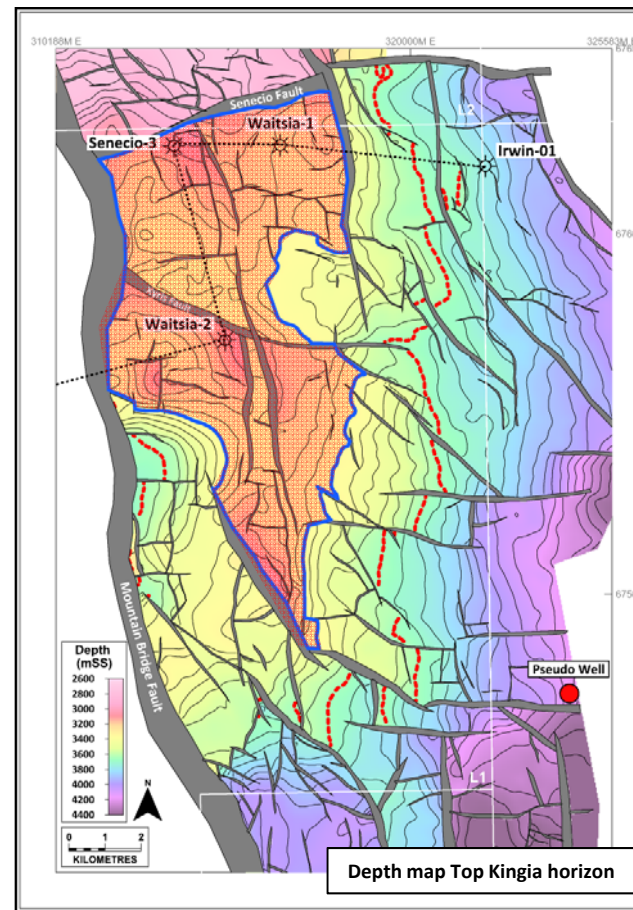 310188M E
320000M E
325583M E
Senecio Fault
L2
Waitsia-1
Senecio-3
Irwin-01
Waitsia-2
Mountain Bridge Fault
Pseudo Well
Depth
(mSS)
2600
2800
3000
3200
3400
3600
3800
4000
4200
4400
N
0 1 2
KILOMETRES
L1
Depth map Top Kingia horizon